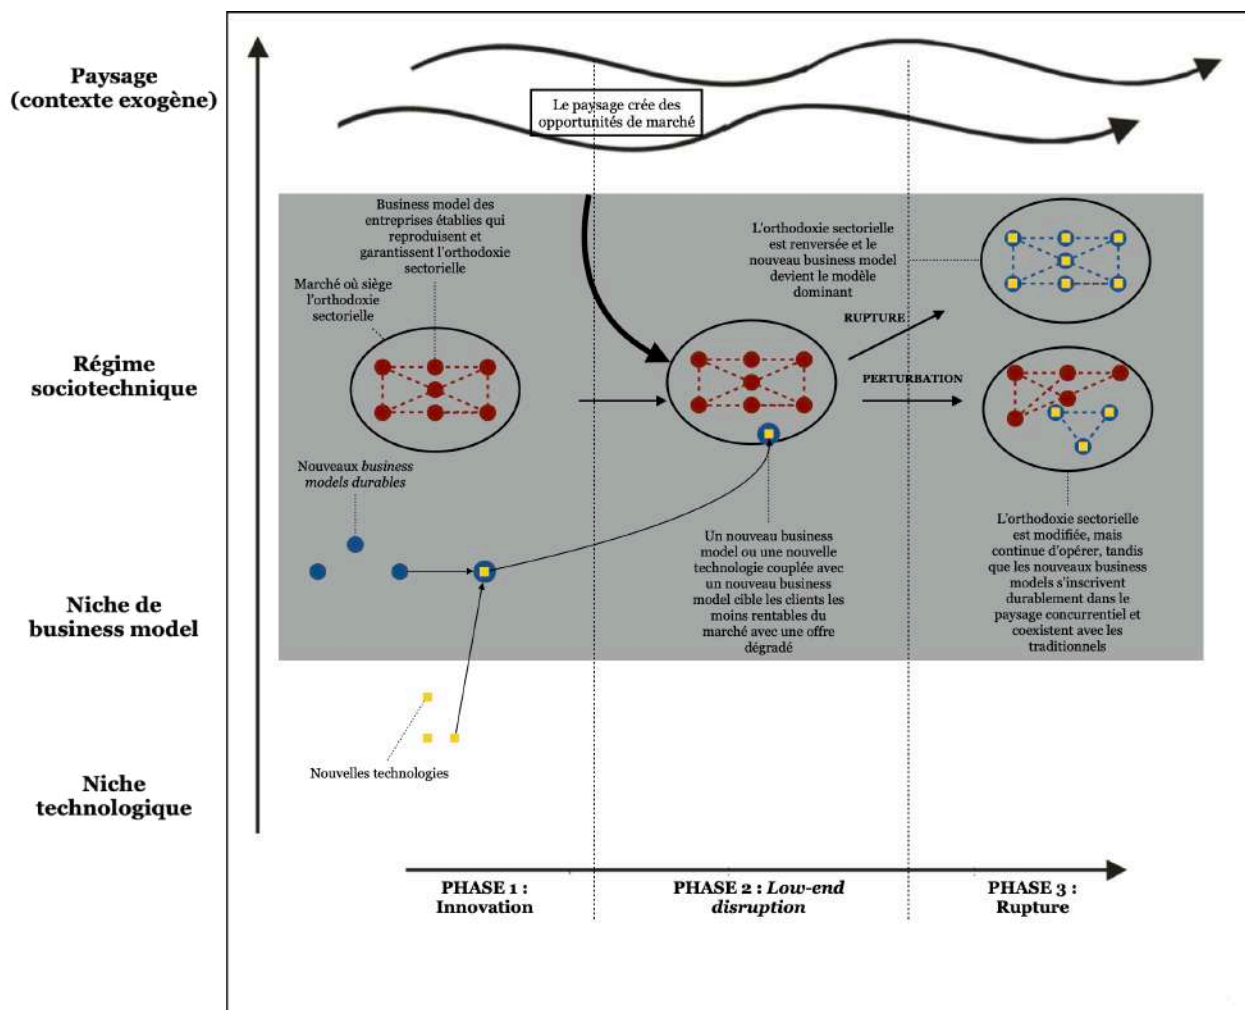 Paysage
(contexte exogène)
Le paysage crée des
opportunités de marché
Business model des
entreprises établies qui
reproduisent et
garantissent l'orthodoxie
sectorielle
Marché où siège
l'orthodoxie
sectorielle
L'orthodoxie sectorielle
est renversée et le
nouveau business model
devient le modèle
dominant
RUPTURE
Régime
sociotechnique
PERTURBATION
Nouveaux business
models durables
Un nouveau business
model ou une nouvelle
technologie couplée avec
un nouveau business
model cible les clients les
moins rentables du
marché avec une offre
dégradé
L'orthodoxie sectorielle
est modifiée, mais
continue d'opérer, tandis
que les nouveaux business
models s'inscrivent
durablement dans le
paysage concurrentiel et
coexistent avec les
traditionnels
Niche de
business model
Nouvelles technologies
Niche
technologique
PHASE 1 :
Innovation
PHASE 2 : Low-end
disruption
PHASE 3 :
Rupture